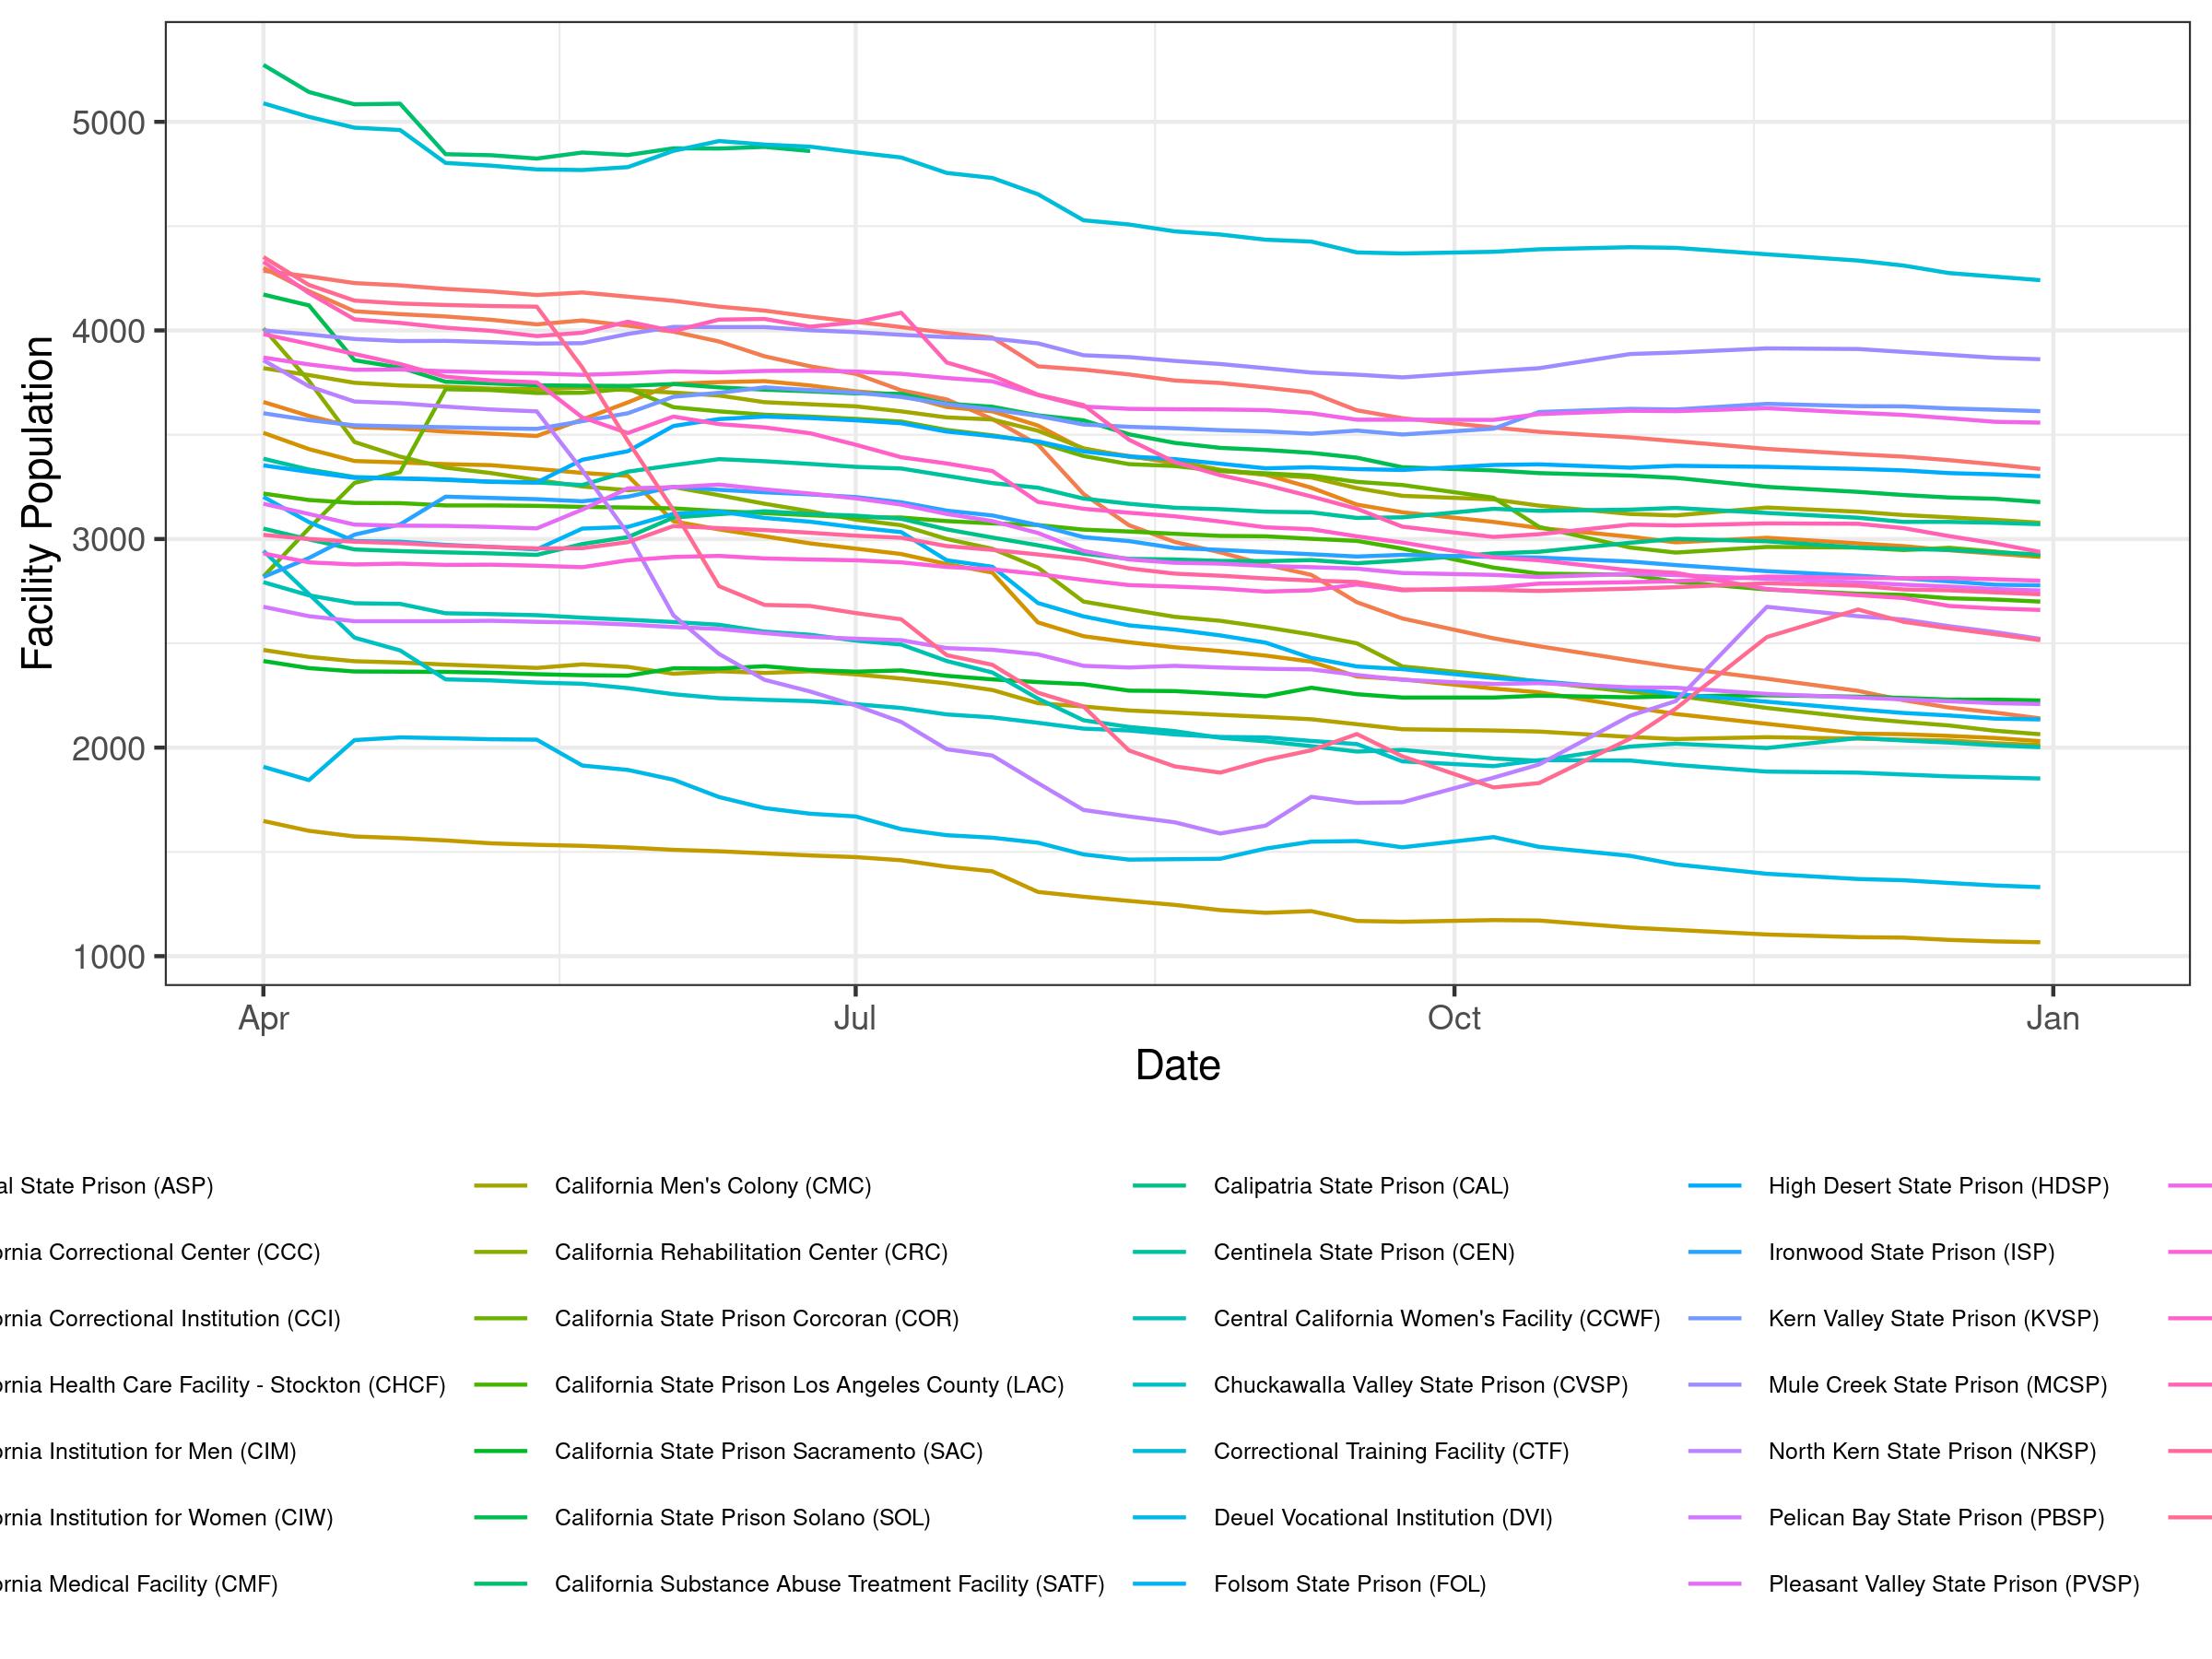 5000
4000
3000
2000
1000
Facility Population
Apr Jul Oct Jan
Date
al State Prison (ASP) California Men's Colony (CMC) Calipatria State Prison (CAL) High Desert State Prison (HDSP)
ornia Correctional Center (CCC) California Rehabilitation Center (CRC) Centinela State Prison (CEN) Ironwood State Prison (ISP)
ornia Correctional Institution (CCI) California State Prison Corcoran (COR) Central California Women's Facility (CCWF) Kern Valley State Prison (KVSP)
ornia Health Care Facility - Stockton (CHCF) California State Prison Los Angeles County (LAC) Chuckawalla Valley State Prison (CVSP) Mule Creek State Prison (MCSP)
ornia Institution for Men (CIM) California State Prison Sacramento (SAC) Correctional Training Facility (CTF) North Kern State Prison (NKSP)
ornia Institution for Women (CIW) California State Prison Solano (SOL) Deuel Vocational Institution (DVI) Pelican Bay State Prison (PBSP)
ornia Medical Facility (CMF) California Substance Abuse Treatment Facility (SATF) Folsom State Prison (FOL) Pleasant Valley State Prison (PVSP)